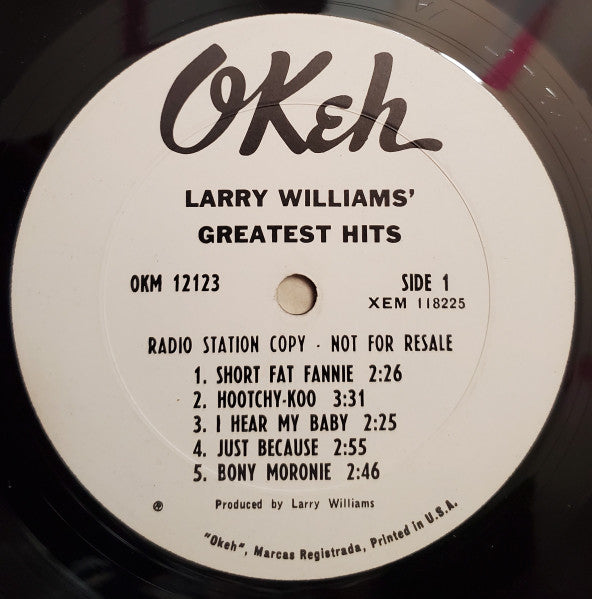 OKeh
LARRY WILLIAMS'
GREATEST HITS
OKM 12123
SIDE 1
XEM 118225
RADIO STATION COPY - NOT FOR RESALE
1. SHORT FAT FANNIE 2:26
2. HOOTCHY-KOO 3:31
3. I HEAR MY BABY 2:25
4. JUST BECAUSE 2:55
5. BONY MORONIE 2:46
Produced by Larry Williams
"Okeh", Marcas Registrada, Printed in U.S.A.